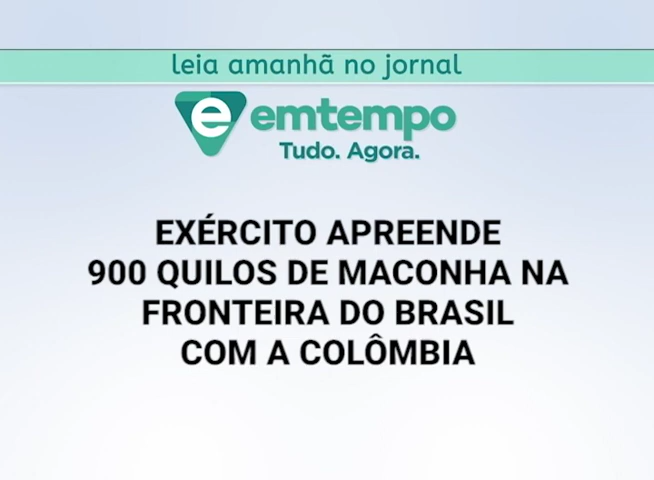 leia amanhã no jornal
e emtempo
Tudo. Agora.
EXÉRCITO APREENDE
900 QUILOS DE MACONHA NA
FRONTEIRA DO BRASIL
COM A COLÔMBIA